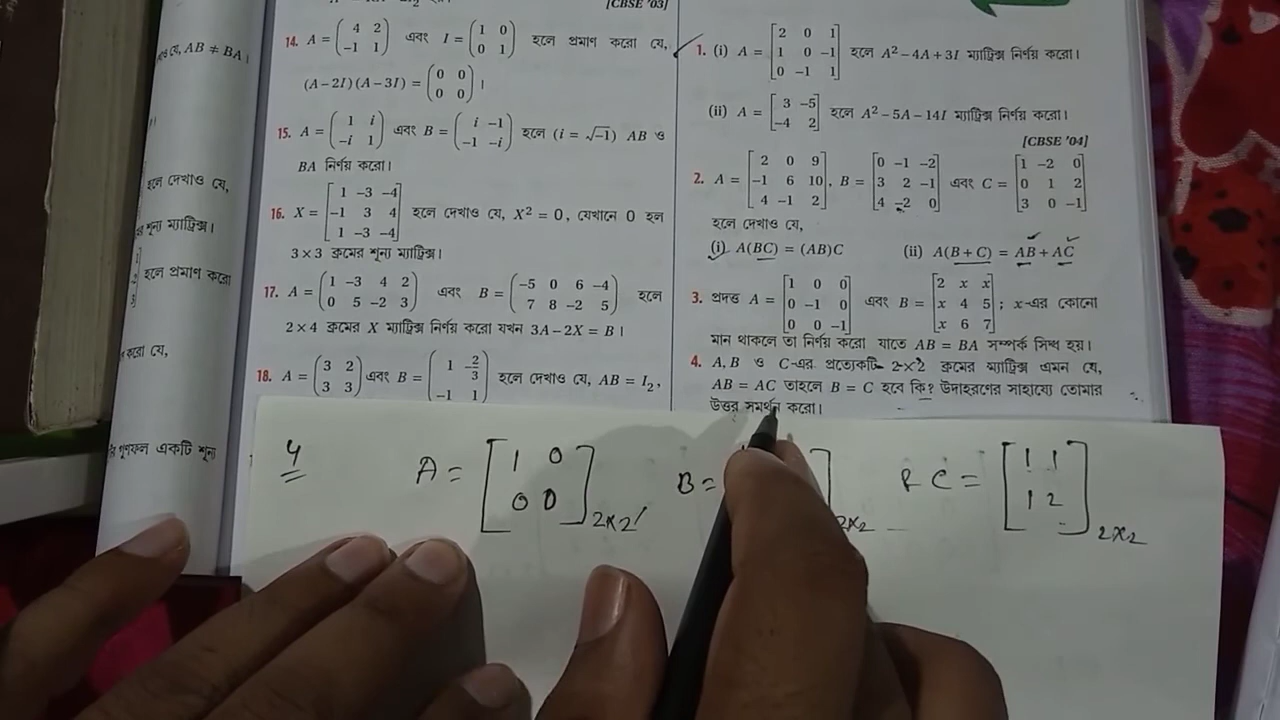 [CBSE '03]
AB ≠ BA।
হলে দেখাও যে,
শূন্য ম্যাট্রিক্স।
হলে প্রমাণ করো
করো যে,
গুণফল একটি শূন্য
14. A = (4 2 -1 1) এবং I = (1 0 0 1) হলে প্রমাণ করো যে,
(A-2I)(A-3I) = (0 0 0 0)।
15. A = (1 i -i 1) এবং B = (i -1 -1 -i) হলে (i = √-1) AB ও
BA নির্ণয় করো।
16. X = [1 -3 -4 -1 3 4 1 -3 -4] হলে দেখাও যে, X² = 0, যেখানে 0 হল
3×3 ক্রমের শূন্য ম্যাট্রিক্স।
17. A = (1 -3 4 2 0 5 -2 3) এবং B = (-5 0 6 -4 7 8 -2 5) হলে
2×4 ক্রমের X ম্যাট্রিক্স নির্ণয় করো যখন 3A-2X = B।
18. A = (3 2 3 3) এবং B = (1 -2/3 -1 1) হলে দেখাও যে, AB = I₂,
1. (i) A = [2 0 1 1 0 -1 0 -1 1] হলে A²-4A+3I ম্যাট্রিক্স নির্ণয় করো।
(ii) A = [3 -5 -4 2] হলে A²-5A-14I ম্যাট্রিক্স নির্ণয় করো।
[CBSE '04]
2. A = [2 0 9 -1 6 10 4 -1 2], B = [0 -1 -2 3 2 -1 4 -2 0] এবং C = [1 -2 0 0 1 2 3 0 -1]
হলে দেখাও যে,
(i) A(BC) = (AB)C (ii) A(B+C) = AB+AC
3. প্রদত্ত A = [1 0 0 0 -1 0 0 0 -1] এবং B = [2 x x x 4 5 x 6 7]; x-এর কোনো
মান থাকলে তা নির্ণয় করো যাতে AB = BA সম্পর্ক সিদ্ধ হয়।
4. A, B ও C-এর প্রত্যেকটি 2×2 ক্রমের ম্যাট্রিক্স এমন যে,
AB = AC তাহলে B = C হবে কি? উদাহরণের সাহায্যে তোমার
উত্তর সমর্থন করো।
4 A = [1 0 0 0]2×2 B = 2×2 C = [1 1 1 2]2×2